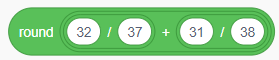 round 32 / 37 + 31 / 38